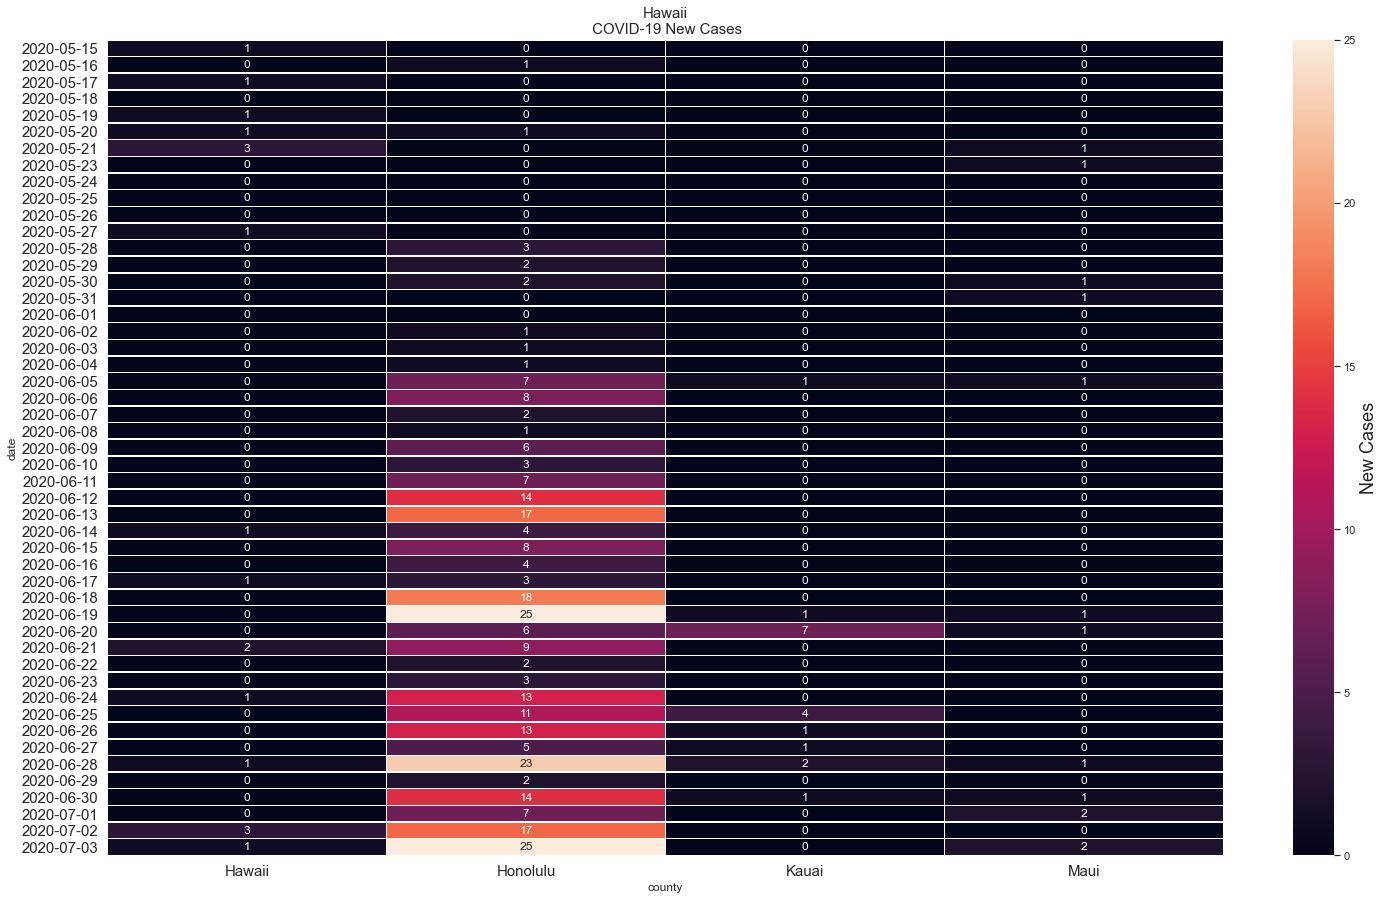 Hawaii
COVID-19 New Cases
2020-05-15 1 0 0 0
2020-05-16 0 1 0 0
2020-05-17 1 0 0 0
2020-05-18 0 0 0 0
2020-05-19 1 0 0 0
2020-05-20 1 1 0 0
2020-05-21 3 0 0 1
2020-05-23 0 0 0 1
2020-05-24 0 0 0 0
2020-05-25 0 0 0 0
2020-05-26 0 0 0 0
2020-05-27 1 0 0 0
2020-05-28 0 3 0 0
2020-05-29 0 2 0 0
2020-05-30 0 2 0 1
2020-05-31 0 0 0 1
2020-06-01 0 0 0 0
2020-06-02 0 1 0 0
2020-06-03 0 1 0 0
2020-06-04 0 1 0 0
2020-06-05 0 7 1 1
2020-06-06 0 8 0 0
2020-06-07 0 2 0 0
2020-06-08 0 1 0 0
2020-06-09 0 6 0 0
2020-06-10 0 3 0 0
2020-06-11 0 7 0 0
2020-06-12 0 14 0 0
2020-06-13 0 17 0 0
2020-06-14 1 4 0 0
2020-06-15 0 8 0 0
2020-06-16 0 4 0 0
2020-06-17 1 3 0 0
2020-06-18 0 18 0 0
2020-06-19 0 25 1 1
2020-06-20 0 6 7 1
2020-06-21 2 9 0 0
2020-06-22 0 2 0 0
2020-06-23 0 3 0 0
2020-06-24 1 13 0 0
2020-06-25 0 11 4 0
2020-06-26 0 13 1 0
2020-06-27 0 5 1 0
2020-06-28 1 23 2 1
2020-06-29 0 2 0 0
2020-06-30 0 14 1 1
2020-07-01 0 7 0 2
2020-07-02 3 17 0 0
2020-07-03 1 25 0 2
Hawaii Honolulu Kauai Maui
county
date
25
20
15
10
5
0
New Cases